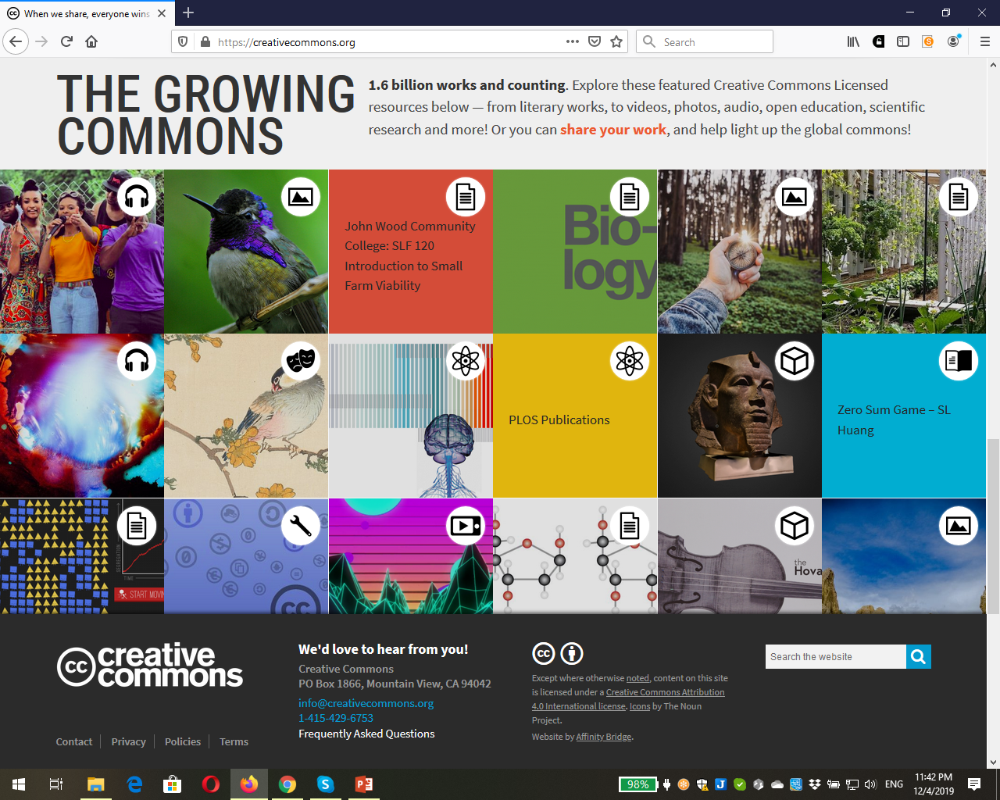 When we share, everyone wins
https://creativecommons.org
Search
THE GROWING
COMMONS
1.6 billion works and counting. Explore these featured Creative Commons Licensed
resources below — from literary works, to videos, photos, audio, open education, scientific
research and more! Or you can share your work, and help light up the global commons!
John Wood Community
College: SLF 120
Introduction to Small
Farm Viability
Bio-
logy
PLOS Publications
Zero Sum Game – SL
Huang
SEGREGATION
TIME
START MOVIN
the
Hova
cc
creative
commons
Contact
Privacy
Policies
Terms
We'd love to hear from you!
Creative Commons
PO Box 1866, Mountain View, CA 94042
info@creativecommons.org
1-415-429-6753
Frequently Asked Questions
cc
Except where otherwise noted, content on this site
is licensed under a Creative Commons Attribution
4.0 International license. Icons by The Noun
Project.
Website by Affinity Bridge.
Search the website
98%
ENG
11:42 PM
12/4/2019